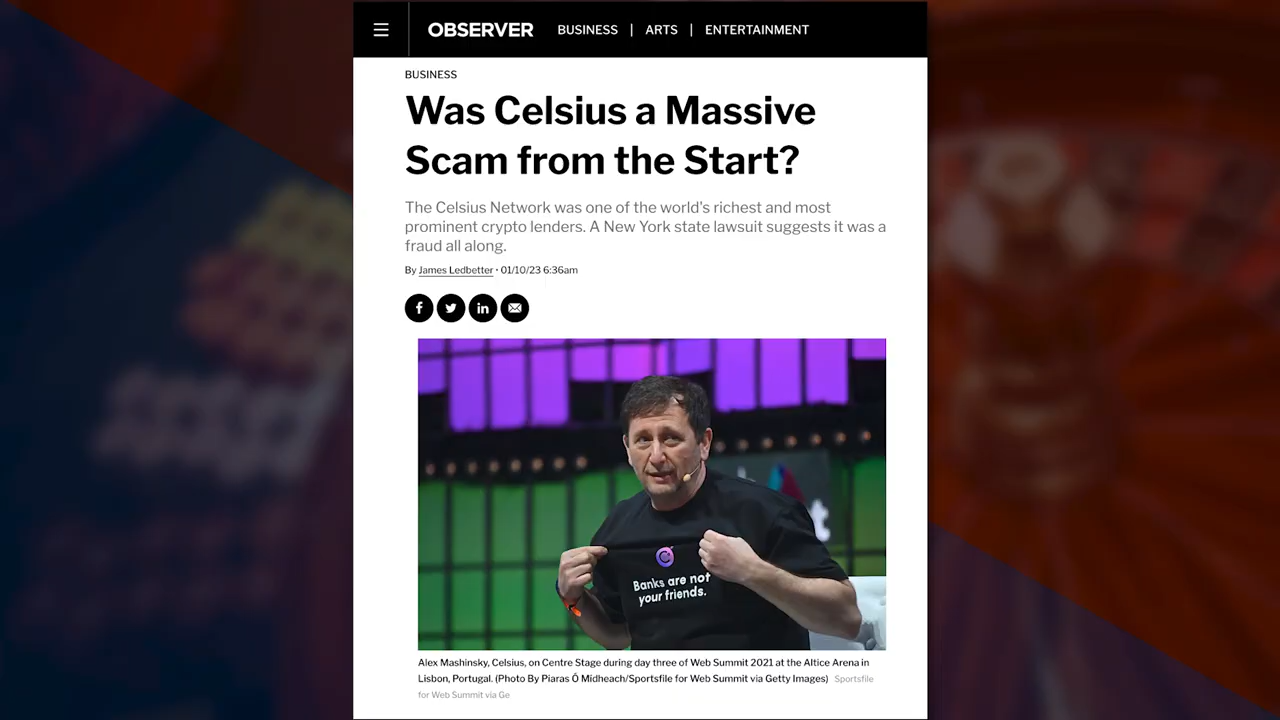 OBSERVER BUSINESS | ARTS | ENTERTAINMENT
BUSINESS
Was Celsius a Massive
Scam from the Start?
The Celsius Network was one of the world's richest and most
prominent crypto lenders. A New York state lawsuit suggests it was a
fraud all along.
By James Ledbetter • 01/10/23 6:36am
Banks are not
your friends.
Alex Mashinsky, Celsius, on Centre Stage during day three of Web Summit 2021 at the Altice Arena in
Lisbon, Portugal. (Photo By Piaras Ó Mídheach/Sportsfile for Web Summit via Getty Images) Sportsfile
for Web Summit via Ge